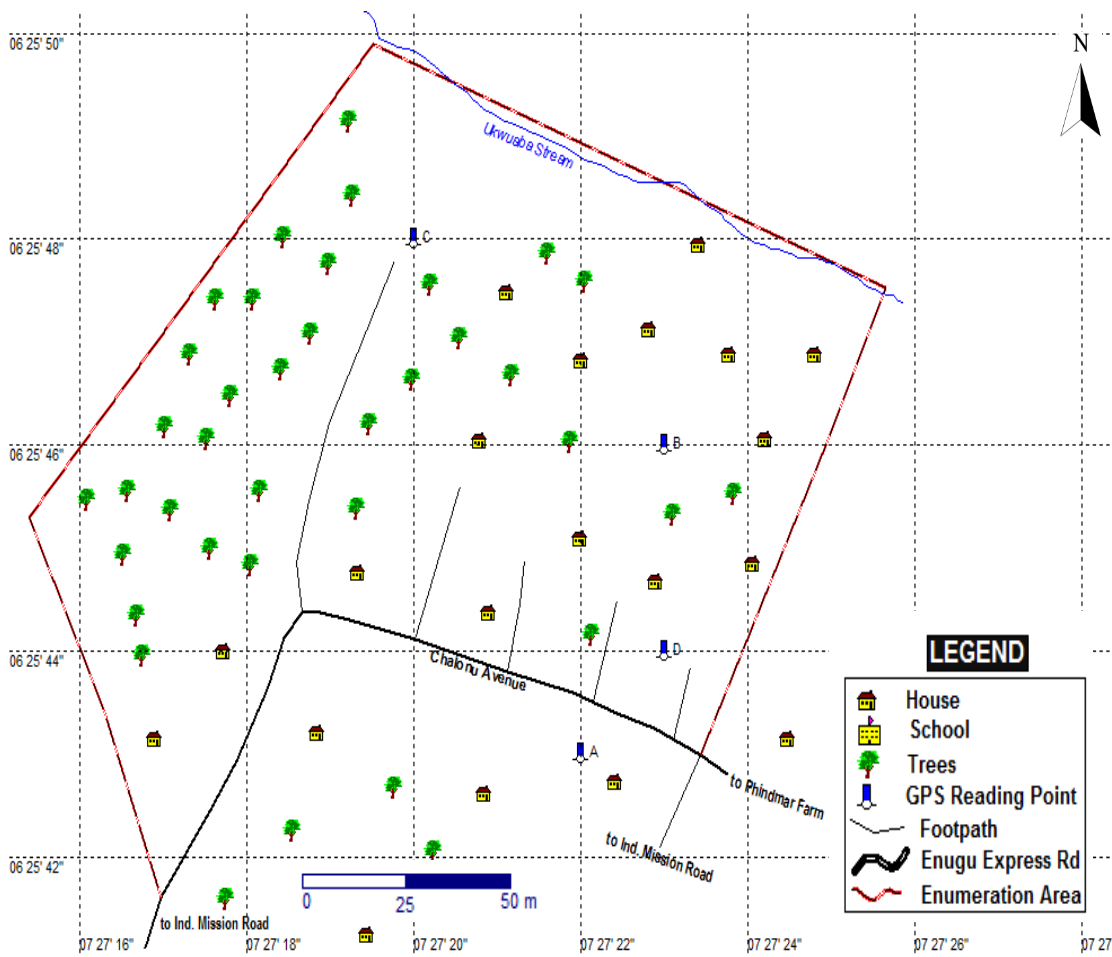 06 25' 50"
N
Ukwuaba Stream
06 25' 48"
C
06 25' 46"
B
06 25' 44"
D
Chalonu Avenue
A
to Phindmar Farm
to Ind. Mission Road
06 25' 42"
0 25 50 m
to Ind. Mission Road
07 27' 16"
07 27' 18"
07 27' 20"
07 27' 22"
07 27' 24"
07 27' 26"
07 27
LEGEND
House
School
Trees
GPS Reading Point
Footpath
Enugu Express Rd
Enumeration Area